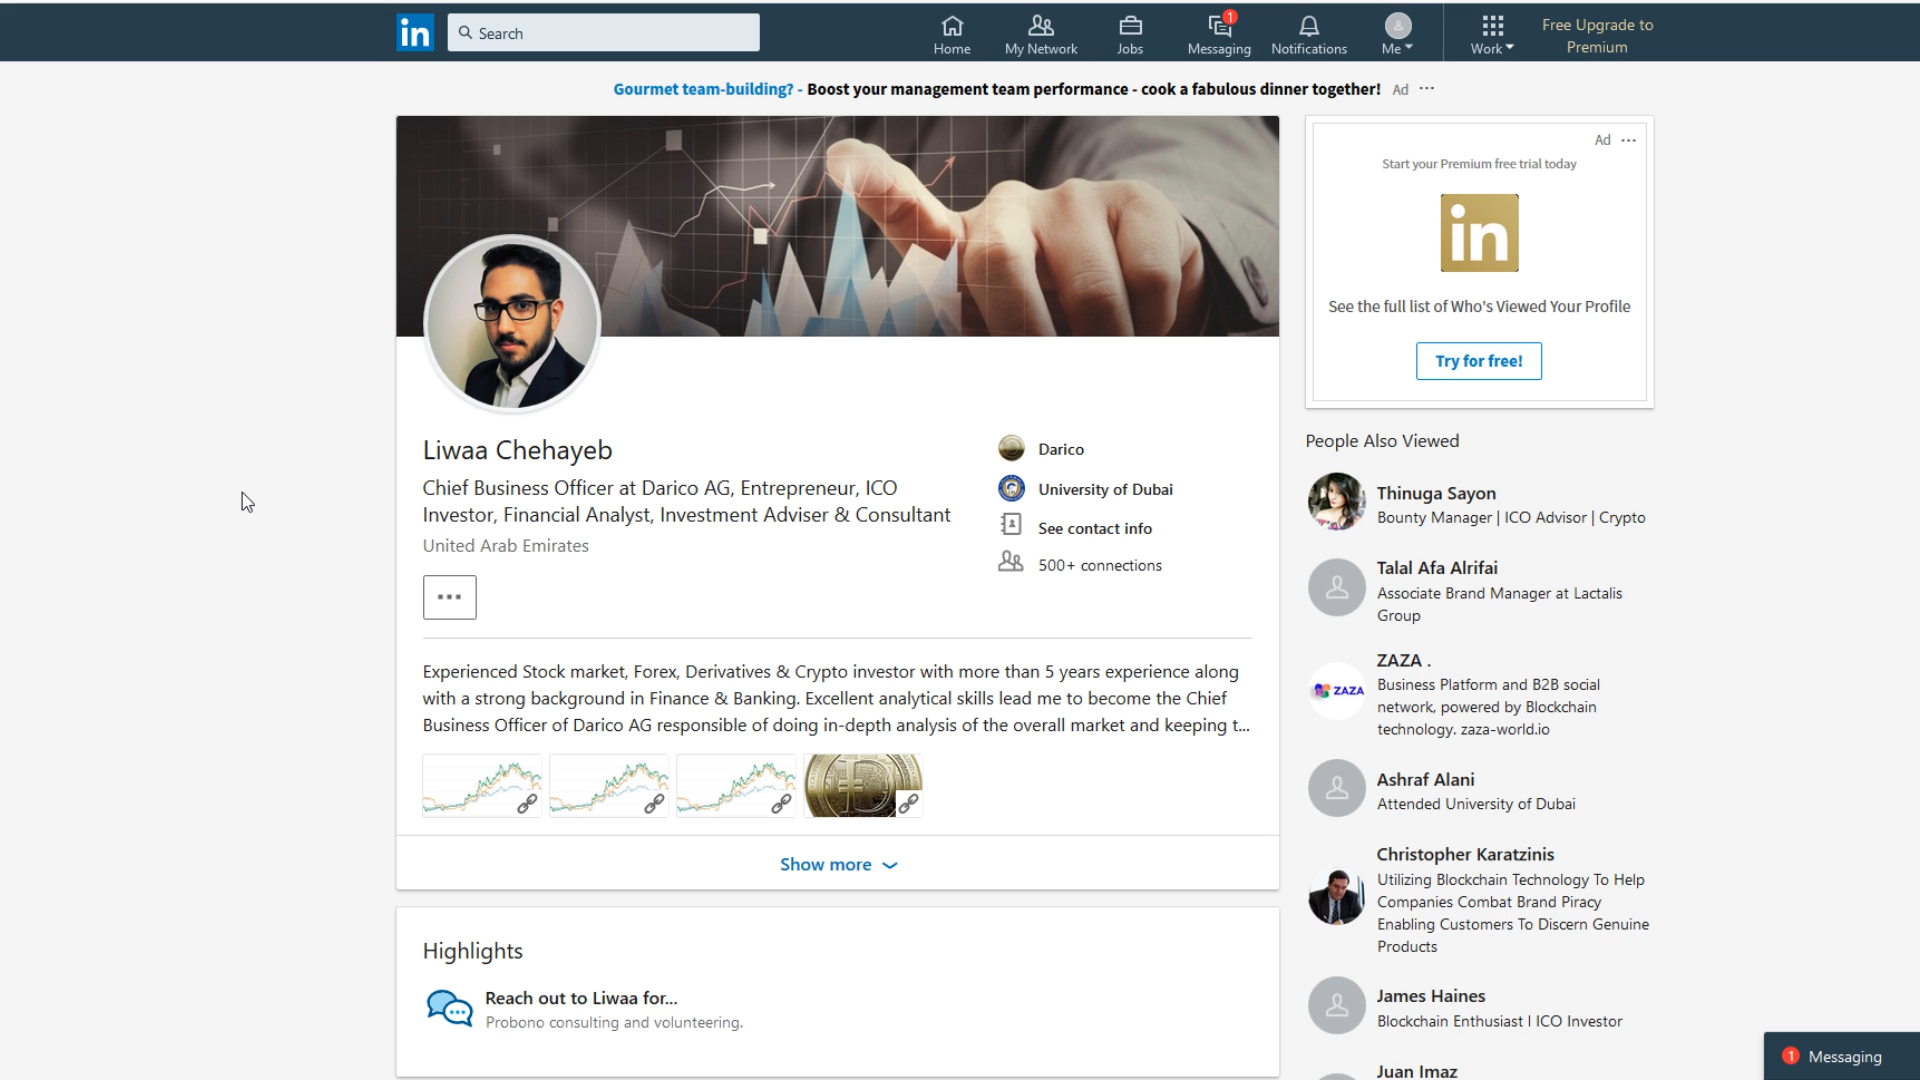 in
Search
Home
My Network
Jobs
1
Messaging
Notifications
Me
Work
Free Upgrade to
Premium
Gourmet team-building? - Boost your management team performance - cook a fabulous dinner together! Ad ...
Liwaa Chehayeb
Chief Business Officer at Darico AG, Entrepreneur, ICO
Investor, Financial Analyst, Investment Adviser & Consultant
United Arab Emirates
...
Darico
University of Dubai
See contact info
500+ connections
Experienced Stock market, Forex, Derivatives & Crypto investor with more than 5 years experience along
with a strong background in Finance & Banking. Excellent analytical skills lead me to become the Chief
Business Officer of Darico AG responsible of doing in-depth analysis of the overall market and keeping t...
Show more
Highlights
Reach out to Liwaa for...
Probono consulting and volunteering.
Ad ...
Start your Premium free trial today
in
See the full list of Who's Viewed Your Profile
Try for free!
People Also Viewed
Thinuga Sayon
Bounty Manager | ICO Advisor | Crypto
Talal Afa Alrifai
Associate Brand Manager at Lactalis
Group
ZAZA
ZAZA .
Business Platform and B2B social
network, powered by Blockchain
technology. zaza-world.io
Ashraf Alani
Attended University of Dubai
Christopher Karatzinis
Utilizing Blockchain Technology To Help
Companies Combat Brand Piracy
Enabling Customers To Discern Genuine
Products
James Haines
Blockchain Enthusiast I ICO Investor
Juan Imaz
1 Messaging